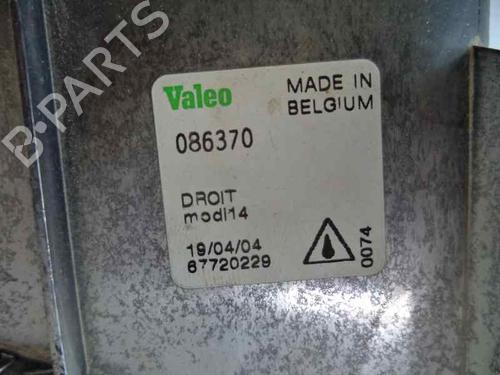 B-PARTS
Valeo
MADE IN
BELGIUM
086370
DROIT
modl14
19/04/04
67720229
0074